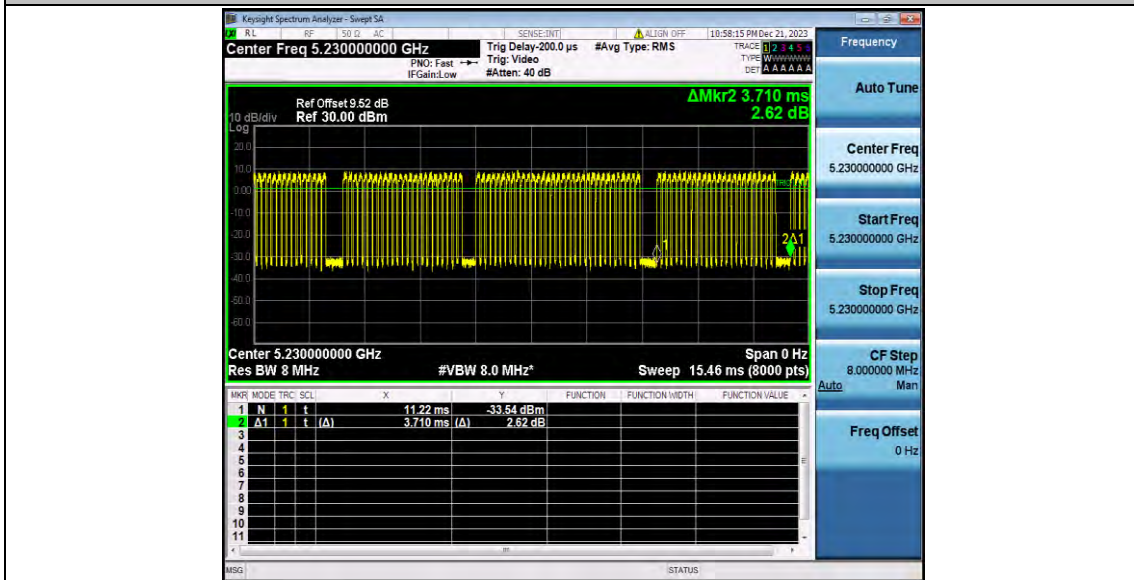 Keysight Spectrum Analyzer - Swept SA
RL RF 50 Ω AC SENSE:INT ALIGN OFF 10:58:15 PM Dec 21, 2023
Center Freq 5.230000000 GHz
PNO: Fast
IFGain:Low
Trig Delay-200.0 µs
Trig: Video
#Atten: 40 dB
#Avg Type: RMS
TRACE 1 2 3 4 5 6
TYPE WWWWWW
DET A A A A A A
ΔMkr2 3.710 ms
2.62 dB
Ref Offset 9.52 dB
10 dB/div Ref 30.00 dBm
Log
20.0
10.0
0.00
-10.0
-20.0
-30.0
-40.0
-50.0
-60.0
1
2Δ1
Center 5.230000000 GHz Span 0 Hz
Res BW 8 MHz #VBW 8.0 MHz* Sweep 15.46 ms (8000 pts)
MKR MODE TRC SCL X Y FUNCTION FUNCTION WIDTH FUNCTION VALUE
1 N 1 t 11.22 ms -33.54 dBm
2 Δ1 1 t (Δ) 3.710 ms (Δ) 2.62 dB
3
4
5
6
7
8
9
10
11
MSG STATUS
Frequency
Auto Tune
Center Freq
5.230000000 GHz
Start Freq
5.230000000 GHz
Stop Freq
5.230000000 GHz
CF Step
8.000000 MHz
Auto Man
Freq Offset
0 Hz